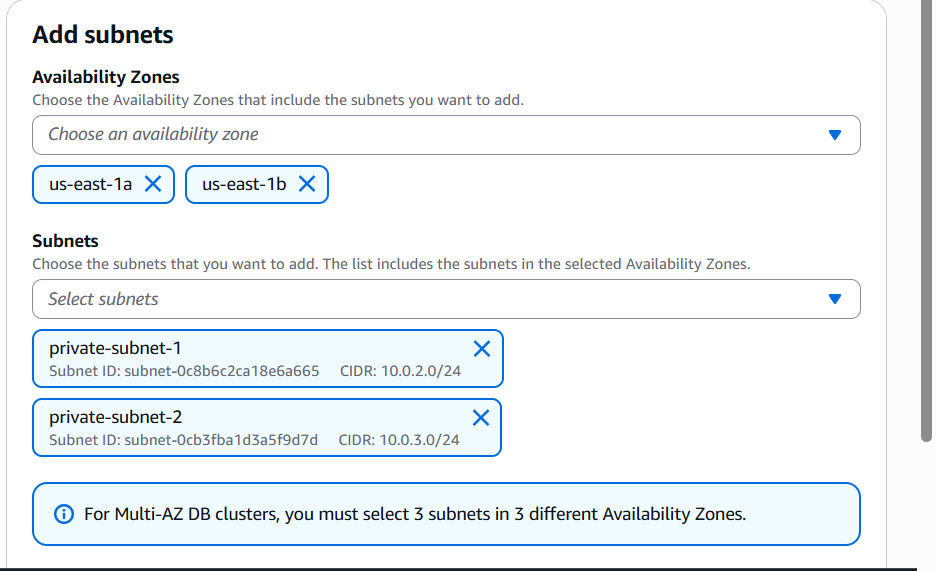 Add subnets
Availability Zones
Choose the Availability Zones that include the subnets you want to add.
Choose an availability zone
us-east-1a
us-east-1b
Subnets
Choose the subnets that you want to add. The list includes the subnets in the selected Availability Zones.
Select subnets
private-subnet-1
Subnet ID: subnet-0c8b6c2ca18e6a665 CIDR: 10.0.2.0/24
private-subnet-2
Subnet ID: subnet-0cb3fba1d3a5f9d7d CIDR: 10.0.3.0/24
For Multi-AZ DB clusters, you must select 3 subnets in 3 different Availability Zones.